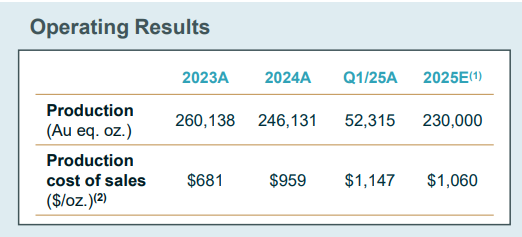 Operating Results
2023A 2024A Q1/25A 2025E(1)
Production
(Au eq. oz.) 260,138 246,131 52,315 230,000
Production
cost of sales $681 $959 $1,147 $1,060
($/oz.)(2)